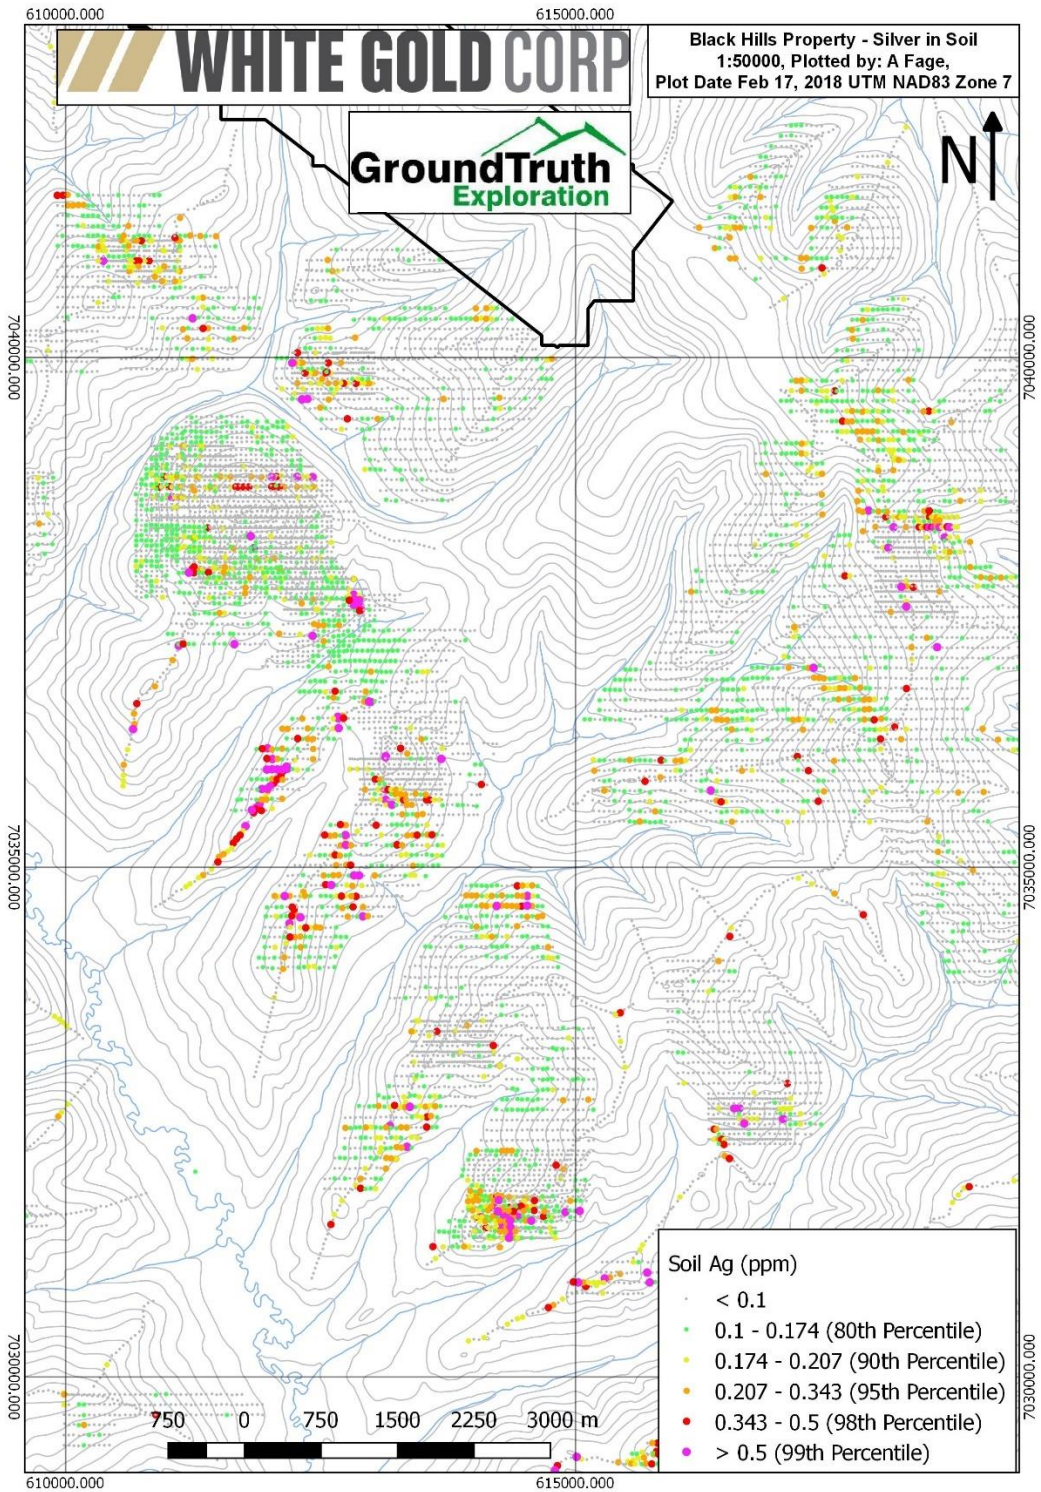 610000.000 615000.000
WHITE GOLD CORP
Black Hills Property - Silver in Soil
1:50000, Plotted by: A Fage,
Plot Date Feb 17, 2018 UTM NAD83 Zone 7
GroundTruth
Exploration
N
7040000.000 7040000.000
7035000.000 7035000.000
7030000.000 7030000.000
Soil Ag (ppm)
< 0.1
0.1 - 0.174 (80th Percentile)
0.174 - 0.207 (90th Percentile)
0.207 - 0.343 (95th Percentile)
0.343 - 0.5 (98th Percentile)
> 0.5 (99th Percentile)
750 0 750 1500 2250 3000 m
610000.000 615000.000